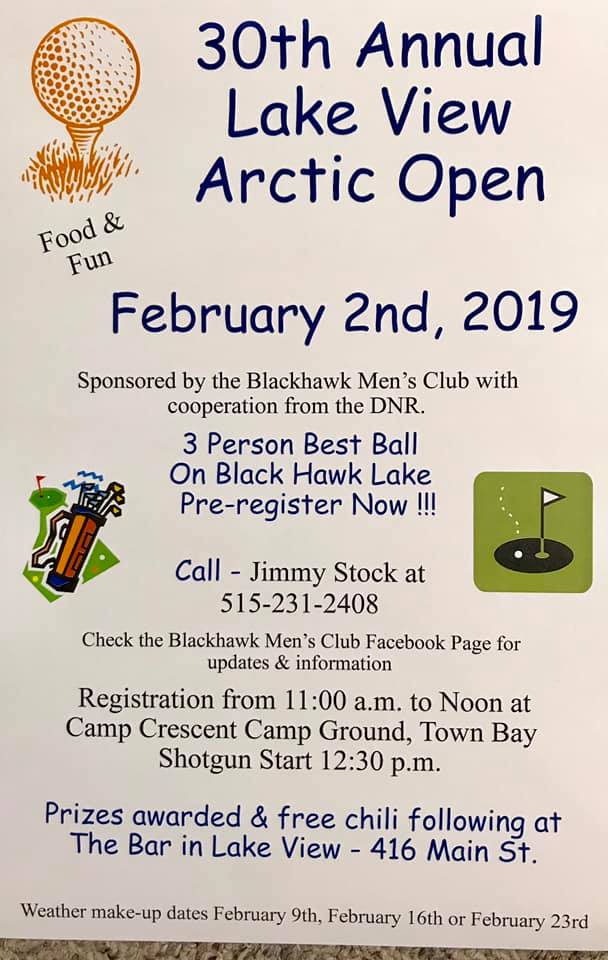 30th Annual
Lake View
Arctic Open
Food &
Fun
February 2nd, 2019
Sponsored by the Blackhawk Men's Club with
cooperation from the DNR.
3 Person Best Ball
On Black Hawk Lake
Pre-register Now !!!
Call - Jimmy Stock at
515-231-2408
Check the Blackhawk Men's Club Facebook Page for
updates & information
Registration from 11:00 a.m. to Noon at
Camp Crescent Camp Ground, Town Bay
Shotgun Start 12:30 p.m.
Prizes awarded & free chili following at
The Bar in Lake View - 416 Main St.
Weather make-up dates February 9th, February 16th or February 23rd